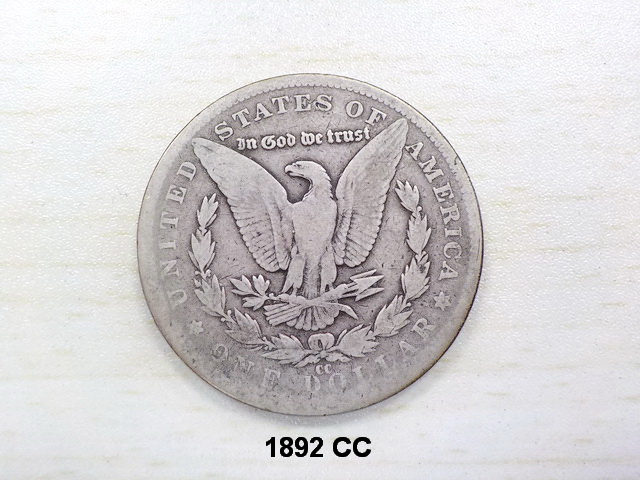 UNITED STATES OF AMERICA
In God we trust
CC
ONE DOLLAR
1892 CC